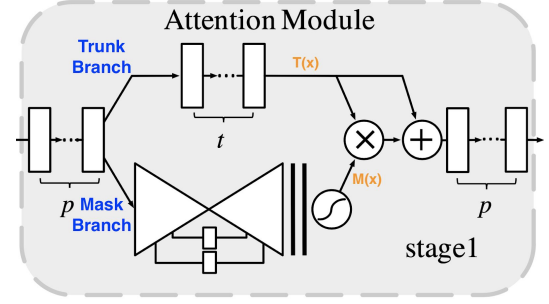 Attention Module
Trunk
Branch
T(x)
t
p
Mask
Branch
M(x)
p
stage1